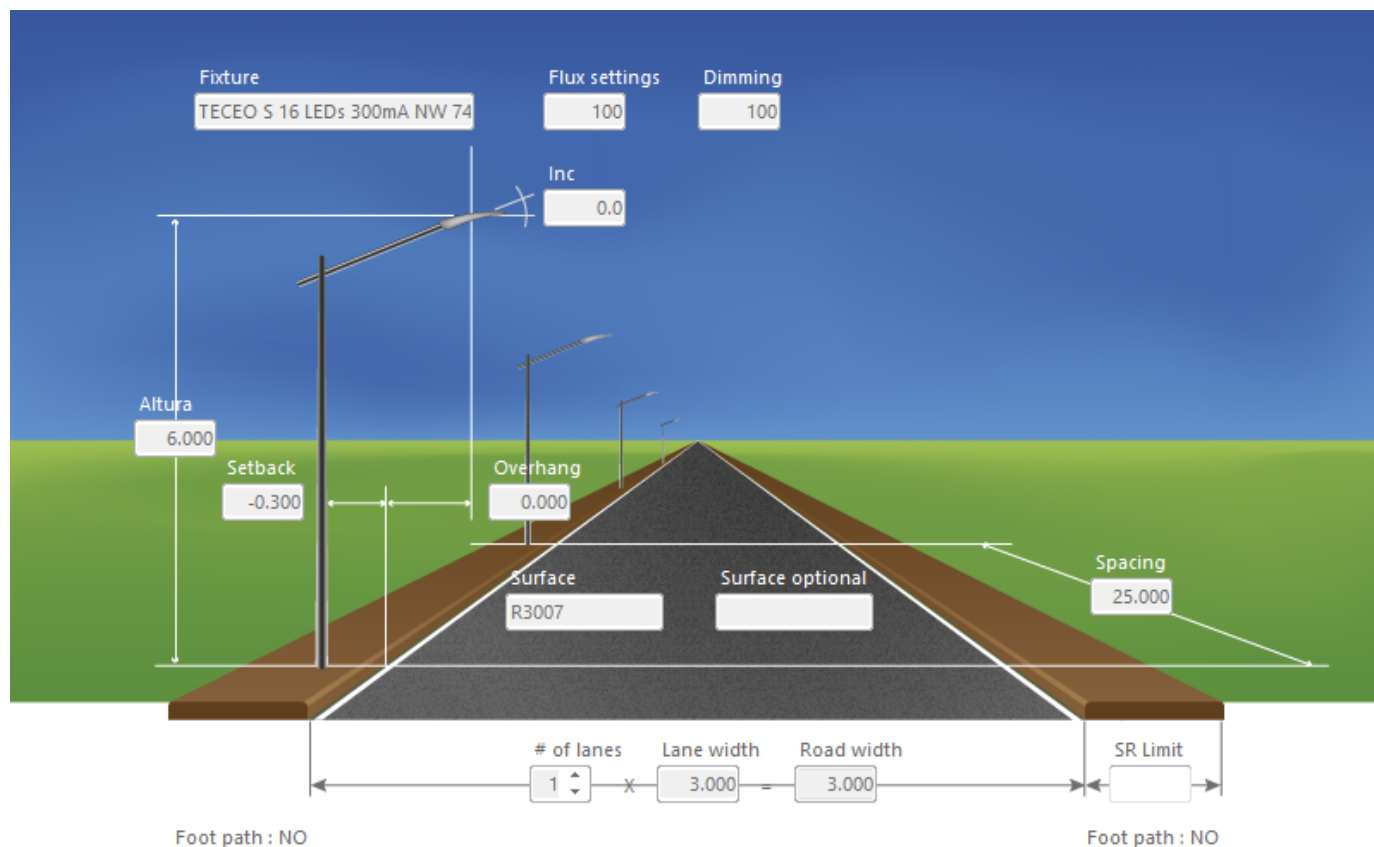 Fixture
Flux settings
Dimming
TECEO S 16 LEDs 300mA NW 74
100
100
Inc
0.0
Altura
6.000
Setback
Overhang
-0.300
0.000
Spacing
25.000
Surface
Surface optional
R3007
# of lanes
Lane width
Road width
SR Limit
1
x
3.000
=
3.000
Foot path : NO
Foot path : NO